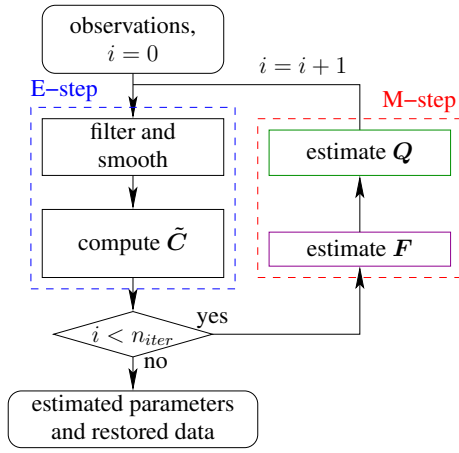 observations,
i = 0
i = i + 1
E−step
M−step
filter and
smooth
estimate Q
compute C̃
estimate F
i < n_iter
yes
no
estimated parameters
and restored data